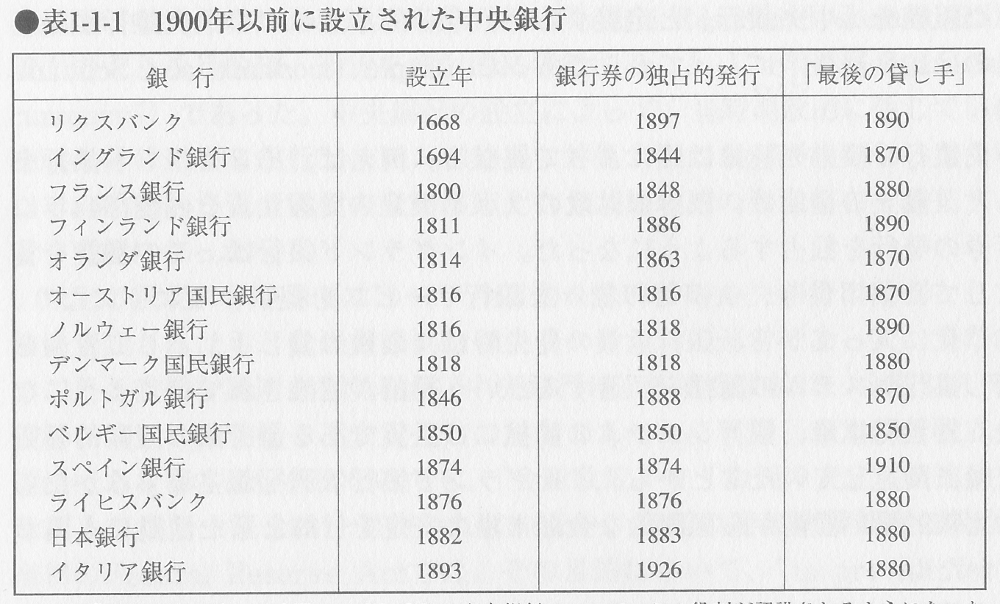 ●表1-1-1　1900年以前に設立された中央銀行
銀　行　設立年　銀行券の独占的発行　「最後の貸し手」
リクスバンク　1668　1897　1890
イングランド銀行　1694　1844　1870
フランス銀行　1800　1848　1880
フィンランド銀行　1811　1886　1890
オランダ銀行　1814　1863　1870
オーストリア国民銀行　1816　1816　1870
ノルウェー銀行　1816　1818　1890
デンマーク国民銀行　1818　1818　1880
ポルトガル銀行　1846　1888　1870
ベルギー国民銀行　1850　1850　1850
スペイン銀行　1874　1874　1910
ライヒスバンク　1876　1876　1880
日本銀行　1882　1883　1880
イタリア銀行　1893　1926　1880